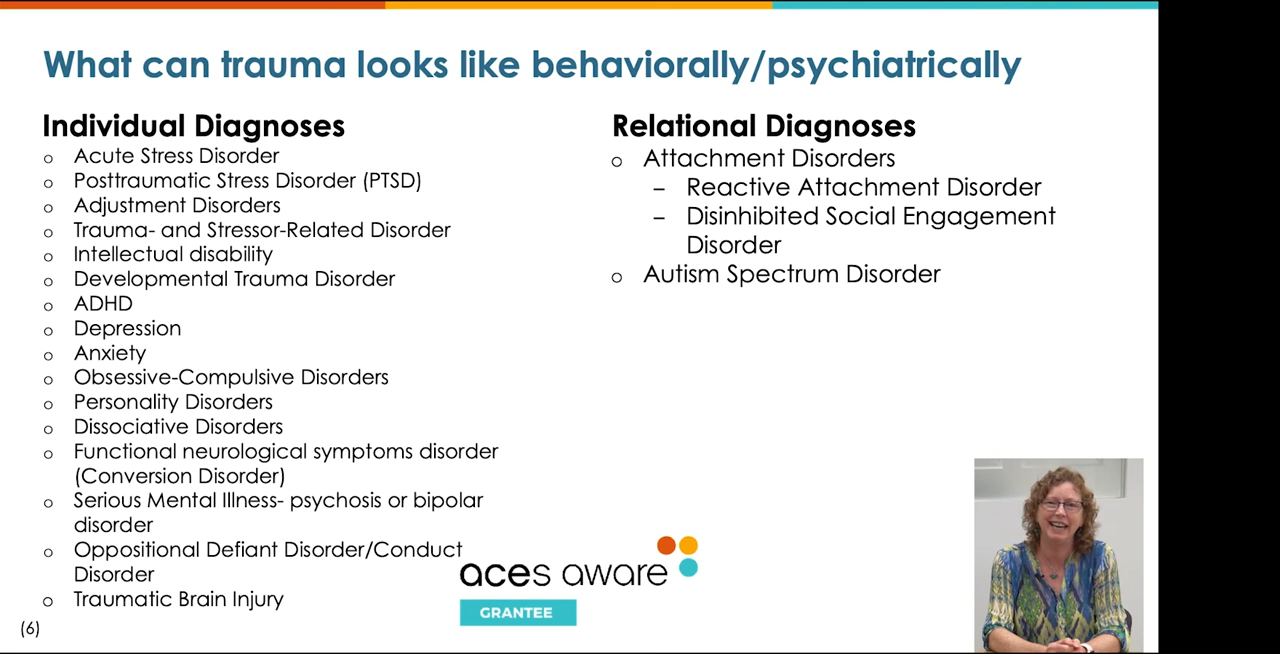 What can trauma looks like behaviorally/psychiatrically
Individual Diagnoses
o Acute Stress Disorder
o Posttraumatic Stress Disorder (PTSD)
o Adjustment Disorders
o Trauma- and Stressor-Related Disorder
o Intellectual disability
o Developmental Trauma Disorder
o ADHD
o Depression
o Anxiety
o Obsessive-Compulsive Disorders
o Personality Disorders
o Dissociative Disorders
o Functional neurological symptoms disorder
(Conversion Disorder)
o Serious Mental Illness- psychosis or bipolar
disorder
o Oppositional Defiant Disorder/Conduct
Disorder
o Traumatic Brain Injury
Relational Diagnoses
o Attachment Disorders
– Reactive Attachment Disorder
– Disinhibited Social Engagement
Disorder
o Autism Spectrum Disorder
aces aware
GRANTEE
(6)